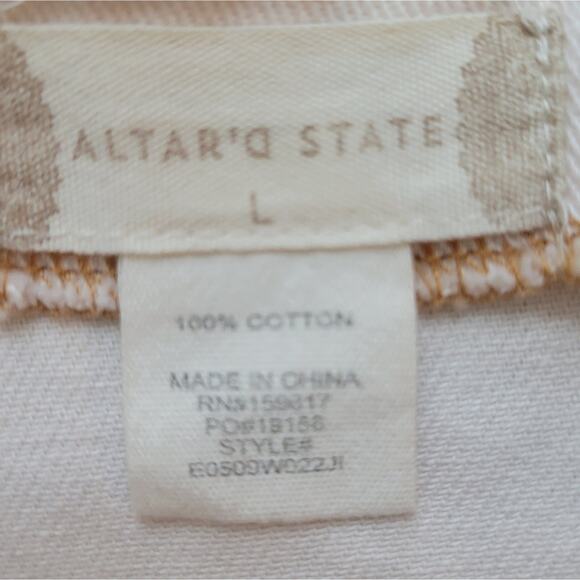 ALTAR'D STATE
L
100% COTTON
MADE IN CHINA
RN#159817
PO#19158
STYLE#
E0509W022JI